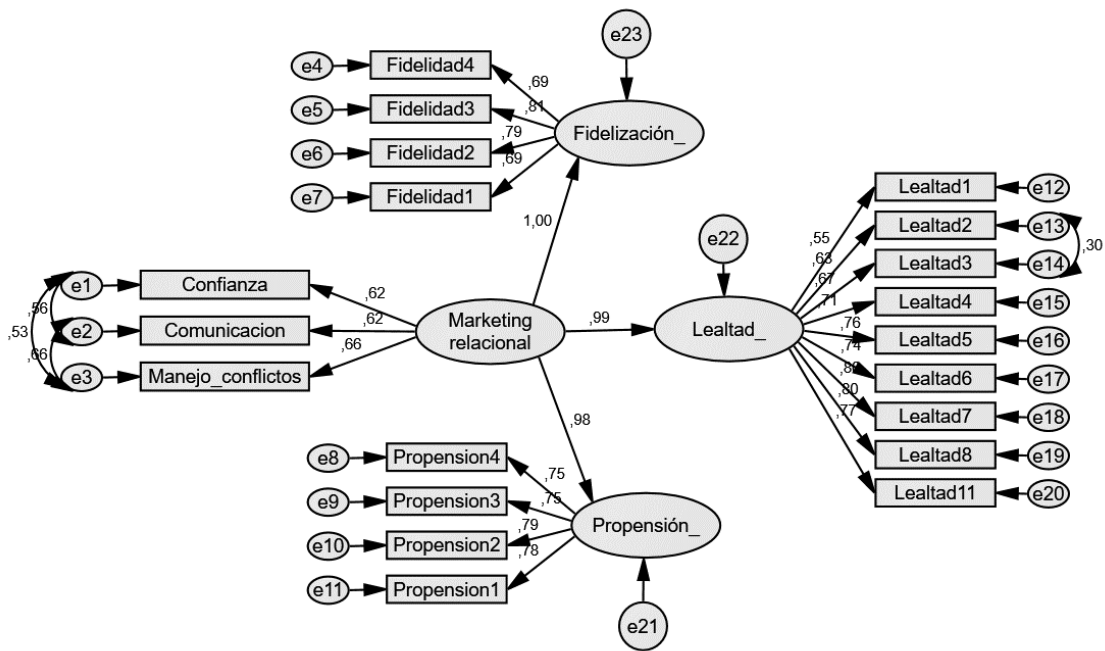 e23
e4
Fidelidad4
,69
e5
Fidelidad3
,81
Fidelización_
e6
Fidelidad2
,79
e7
Fidelidad1
,69
1,00
e22
Lealtad1
e12
Lealtad2
e13
Lealtad3
e14
,30
Lealtad4
e15
Lealtad5
e16
Lealtad6
e17
Lealtad7
e18
Lealtad8
e19
Lealtad11
e20
,55
,63
,67
,71
,76
,74
,80
,77
Lealtad_
,99
Marketing
relacional
e1
Confianza
,62
e2
Comunicacion
,62
e3
Manejo_conflictos
,66
,56
,53
,66
,98
e8
Propension4
,75
e9
Propension3
,75
e10
Propension2
,79
e11
Propension1
,78
Propensión_
e21